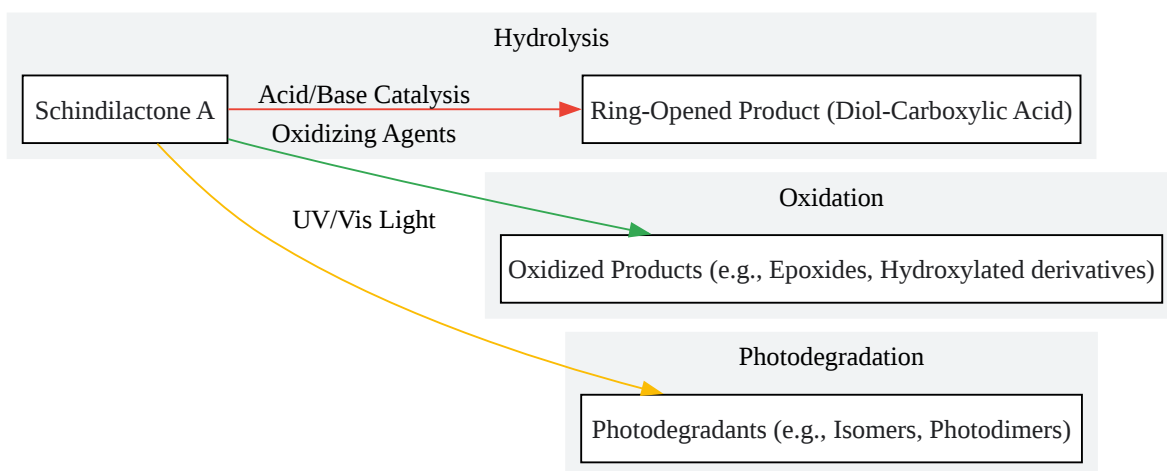 Hydrolysis
Schindilactone A
Acid/Base Catalysis
Ring-Opened Product (Diol-Carboxylic Acid)
Oxidizing Agents
Oxidation
UV/Vis Light
Oxidized Products (e.g., Epoxides, Hydroxylated derivatives)
Photodegradation
Photodegradants (e.g., Isomers, Photodimers)